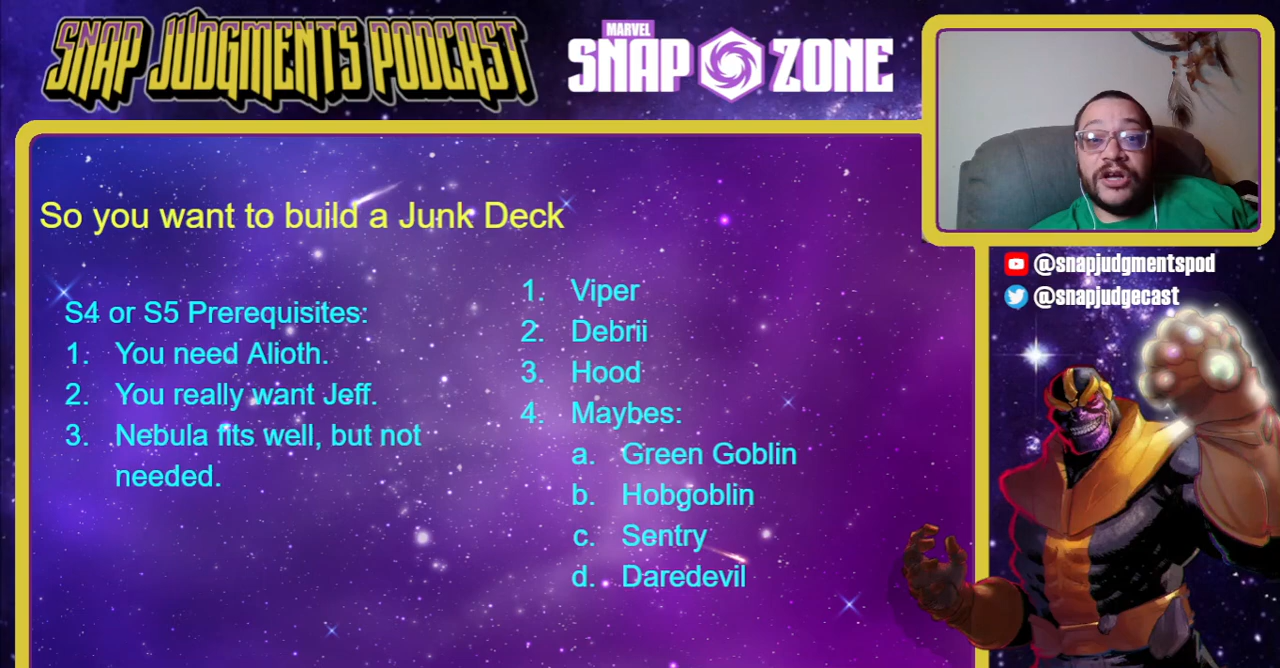 SNAP JUDGMENTS PODCAST
MARVEL
SNAP ZONE
@snapjudgmentspod
@snapjudgecast
So you want to build a Junk Deck
S4 or S5 Prerequisites:
1. You need Alioth.
2. You really want Jeff.
3. Nebula fits well, but not
needed.
1. Viper
2. Debrii
3. Hood
4. Maybes:
a. Green Goblin
b. Hobgoblin
c. Sentry
d. Daredevil